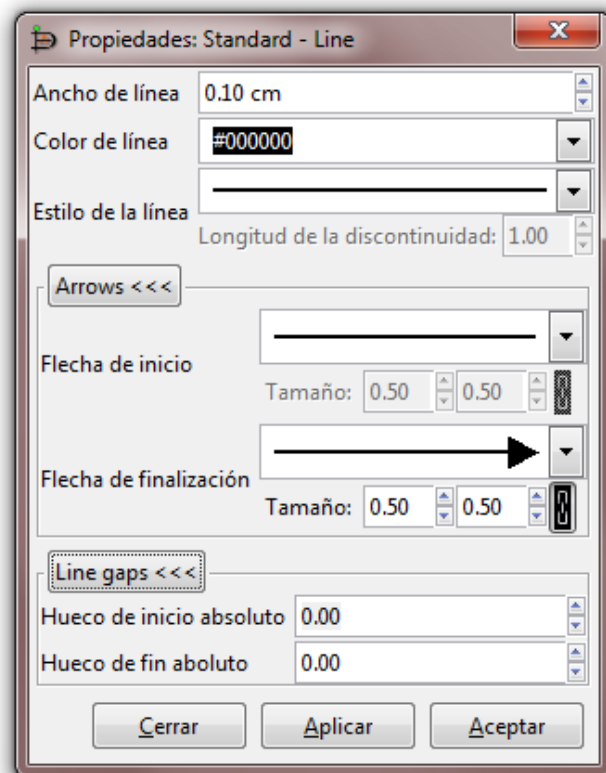 Propiedades: Standard - Line
Ancho de línea 0.10 cm
Color de línea #000000
Estilo de la línea
Longitud de la discontinuidad: 1.00
Arrows <<<
Flecha de inicio
Tamaño: 0.50 0.50
Flecha de finalización
Tamaño: 0.50 0.50
Line gaps <<<
Hueco de inicio absoluto 0.00
Hueco de fin aboluto 0.00
Cerrar Aplicar Aceptar